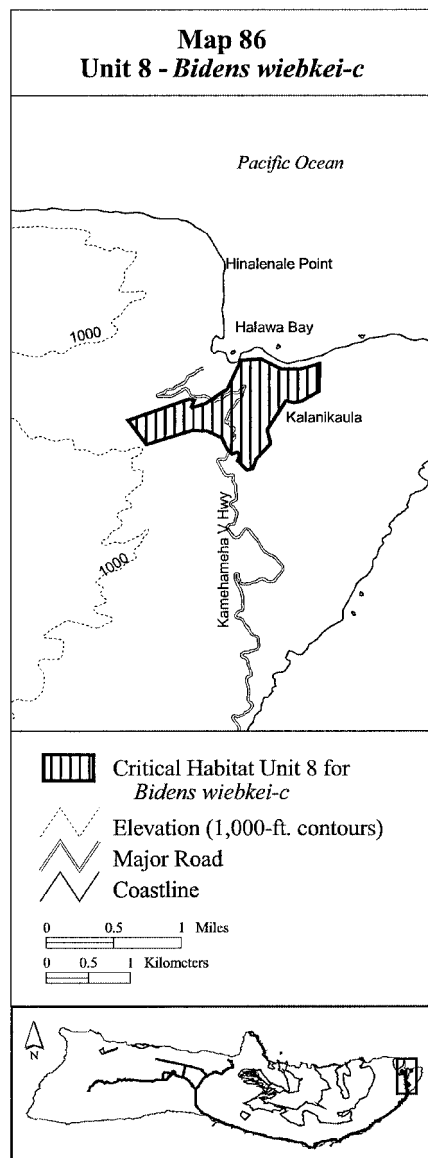 Map 86
Unit 8 - Bidens wiebkei-c
Pacific Ocean
Hinalenale Point
1000
Halawa Bay
Kalanikaula
1000
Kamehameha V Hwy
Critical Habitat Unit 8 for
Bidens wiebkei-c
Elevation (1,000-ft. contours)
Major Road
Coastline
0 0.5 1 Miles
0 0.5 1 Kilometers
N